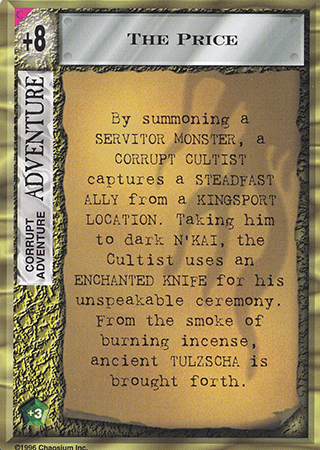 +8
THE PRICE
CORRUPT
ADVENTURE
ADVENTURE
By summoning a
SERVITOR MONSTER, a
CORRUPT CULTIST
captures a STEADFAST
ALLY from a KINGSPORT
LOCATION. Taking him
to dark N'KAI, the
Cultist uses an
ENCHANTED KNIFE for his
unspeakable ceremony.
From the smoke of
burning incense,
ancient TULZSCHA is
brought forth.
+3
©1996 Chaosium Inc.